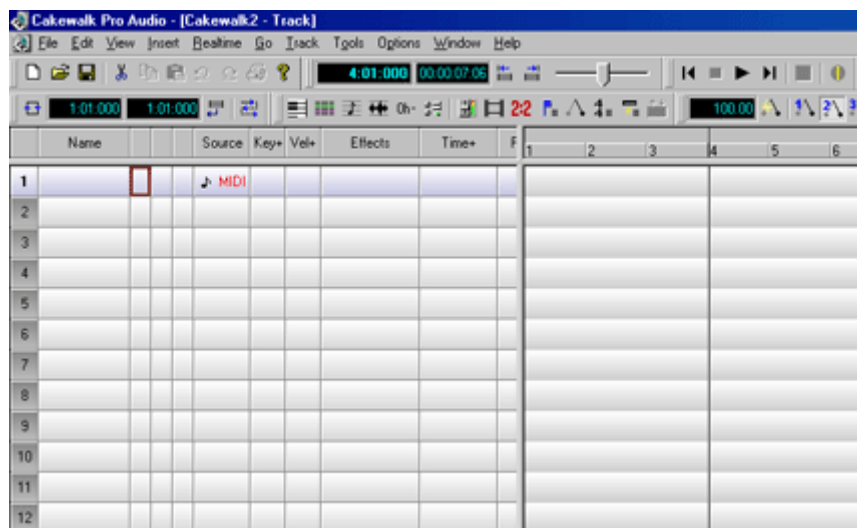 Cakewalk Pro Audio - [Cakewalk2 - Track]
File Edit View Insert Realtime Go Track Tools Options Window Help
4:01:000 00:00:07:06
1:01:000 1:01:000 2:2 100.00 1 2 3
Name Source Key+ Vel+ Effects Time+ 1 2 3 4 5 6
1 MIDI
2
3
4
5
6
7
8
9
10
11
12